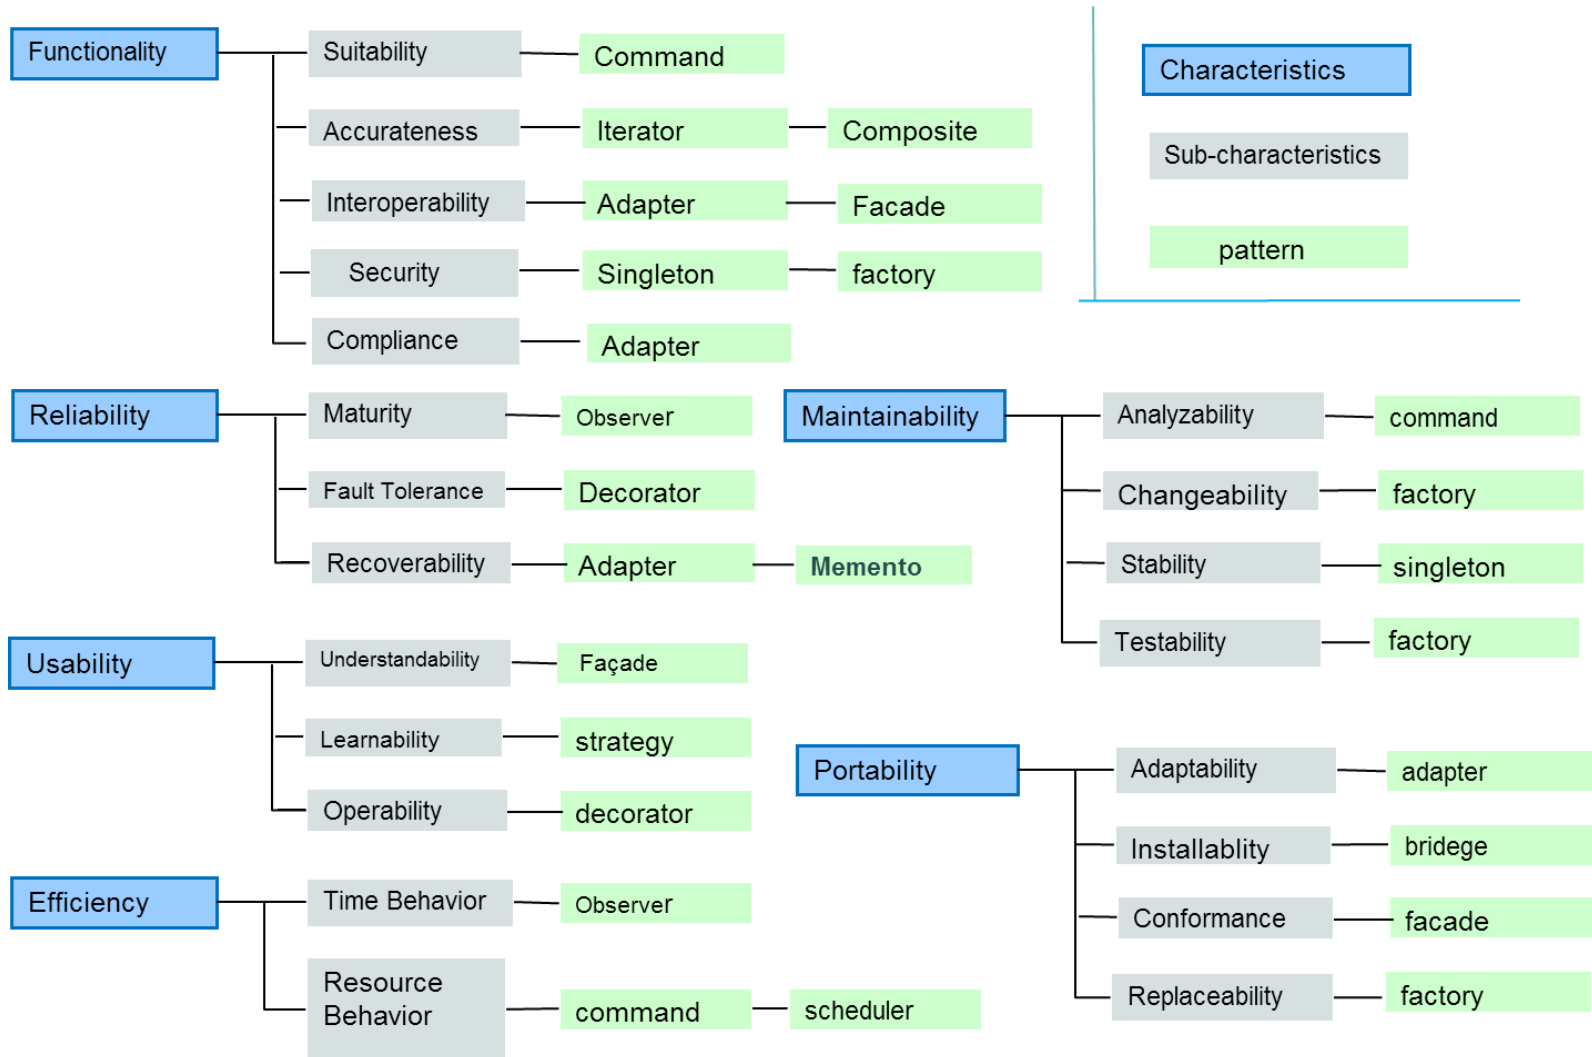 Functionality
Suitability
Command
Accurateness
Iterator
Composite
Interoperability
Adapter
Facade
Security
Singleton
factory
Compliance
Adapter
Characteristics
Sub-characteristics
pattern
Reliability
Maturity
Observer
Fault Tolerance
Decorator
Recoverability
Adapter
Memento
Maintainability
Analyzability
command
Changeability
factory
Stability
singleton
Testability
factory
Usability
Understandability
Façade
Learnability
strategy
Operability
decorator
Portability
Adaptability
adapter
Installablity
bridege
Conformance
facade
Replaceability
factory
Efficiency
Time Behavior
Observer
Resource
Behavior
command
scheduler